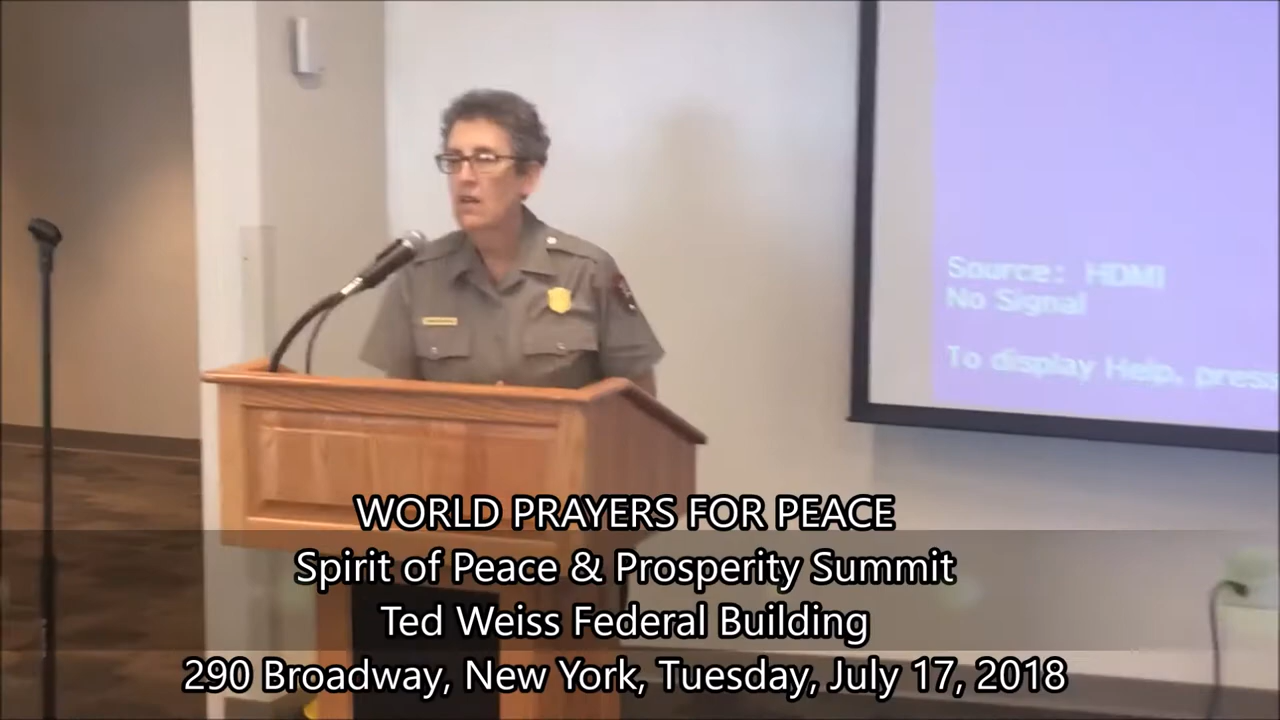 Source: HDMI
No Signal
To display Help, press
WORLD PRAYERS FOR PEACE
Spirit of Peace & Prosperity Summit
Ted Weiss Federal Building
290 Broadway, New York, Tuesday, July 17, 2018